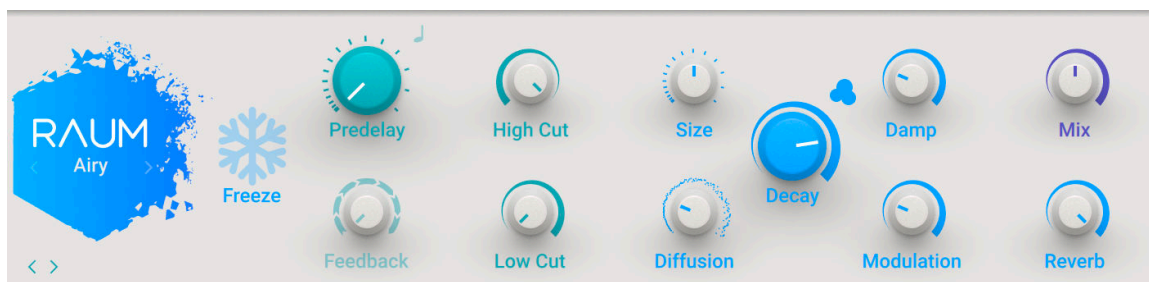 RAUM
Airy
Freeze
Predelay
High Cut
Size
Damp
Mix
Decay
Feedback
Low Cut
Diffusion
Modulation
Reverb